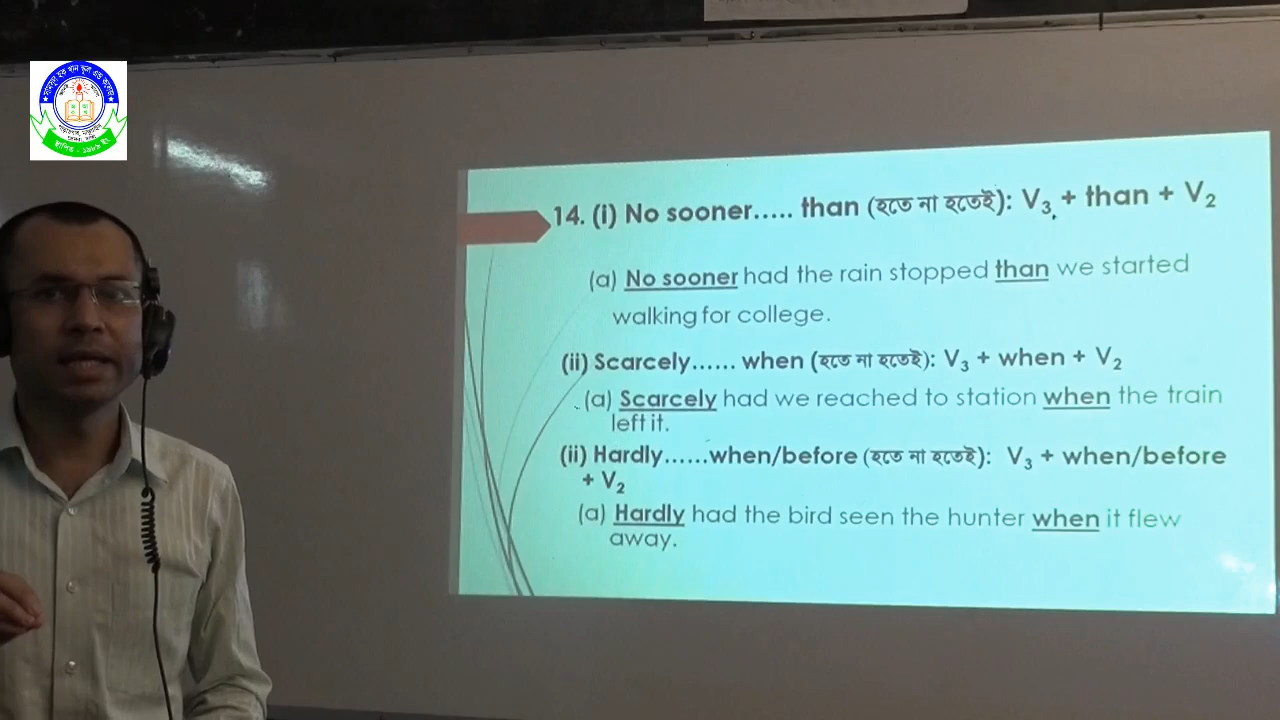 14. (i) No sooner..... than (হতে না হতেই): V3 + than + V2
(a) No sooner had the rain stopped than we started
walking for college.
(ii) Scarcely...... when (হতে না হতেই): V3 + when + V2
(a) Scarcely had we reached to station when the train
left it.
(ii) Hardly......when/before (হতে না হতেই): V3 + when/before
+ V2
(a) Hardly had the bird seen the hunter when it flew
away.